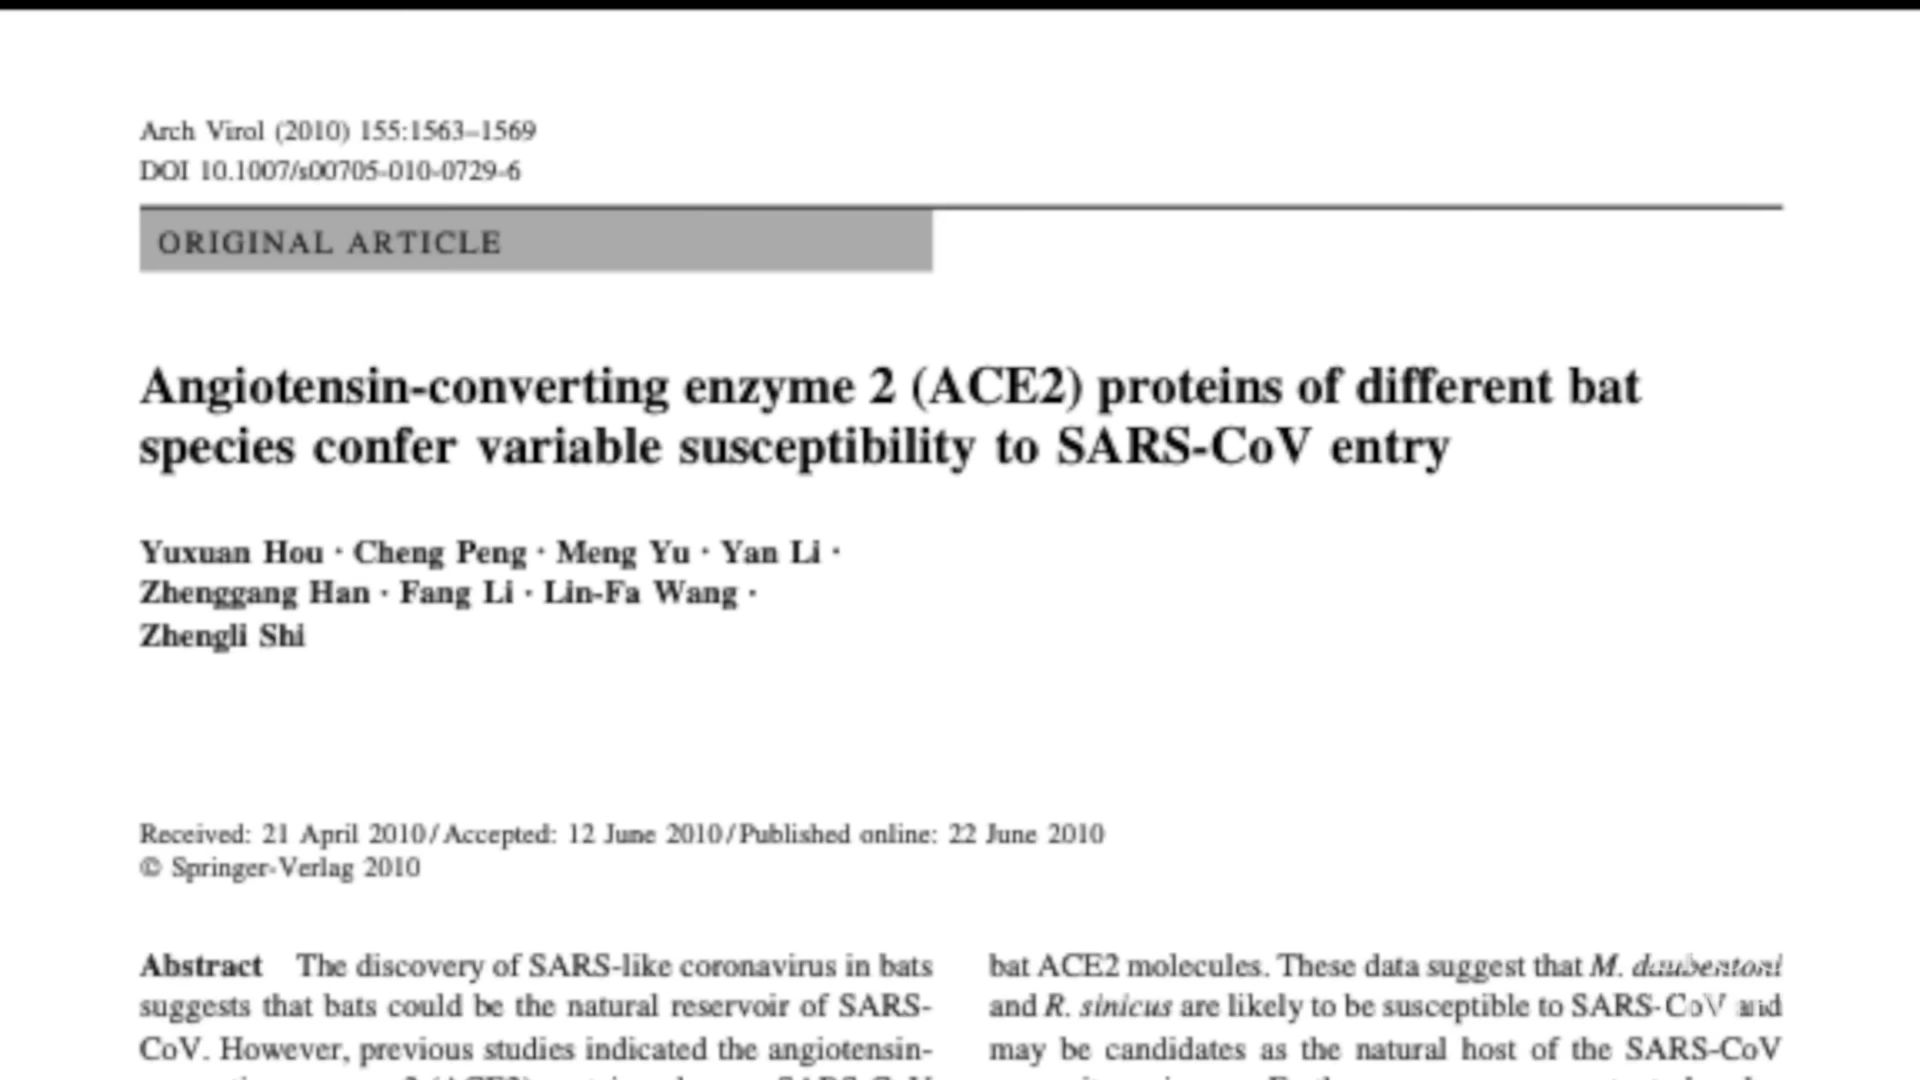 Arch Virol (2010) 155:1563–1569
DOI 10.1007/s00705-010-0729-6
ORIGINAL ARTICLE
Angiotensin-converting enzyme 2 (ACE2) proteins of different bat
species confer variable susceptibility to SARS-CoV entry
Yuxuan Hou · Cheng Peng · Meng Yu · Yan Li ·
Zhenggang Han · Fang Li · Lin-Fa Wang ·
Zhengli Shi
Received: 21 April 2010 / Accepted: 12 June 2010 / Published online: 22 June 2010
© Springer-Verlag 2010
Abstract The discovery of SARS-like coronavirus in bats
suggests that bats could be the natural reservoir of SARS-
CoV. However, previous studies indicated the angiotensin-
bat ACE2 molecules. These data suggest that M. daubentoni
and R. sinicus are likely to be susceptible to SARS-CoV and
may be candidates as the natural host of the SARS-CoV